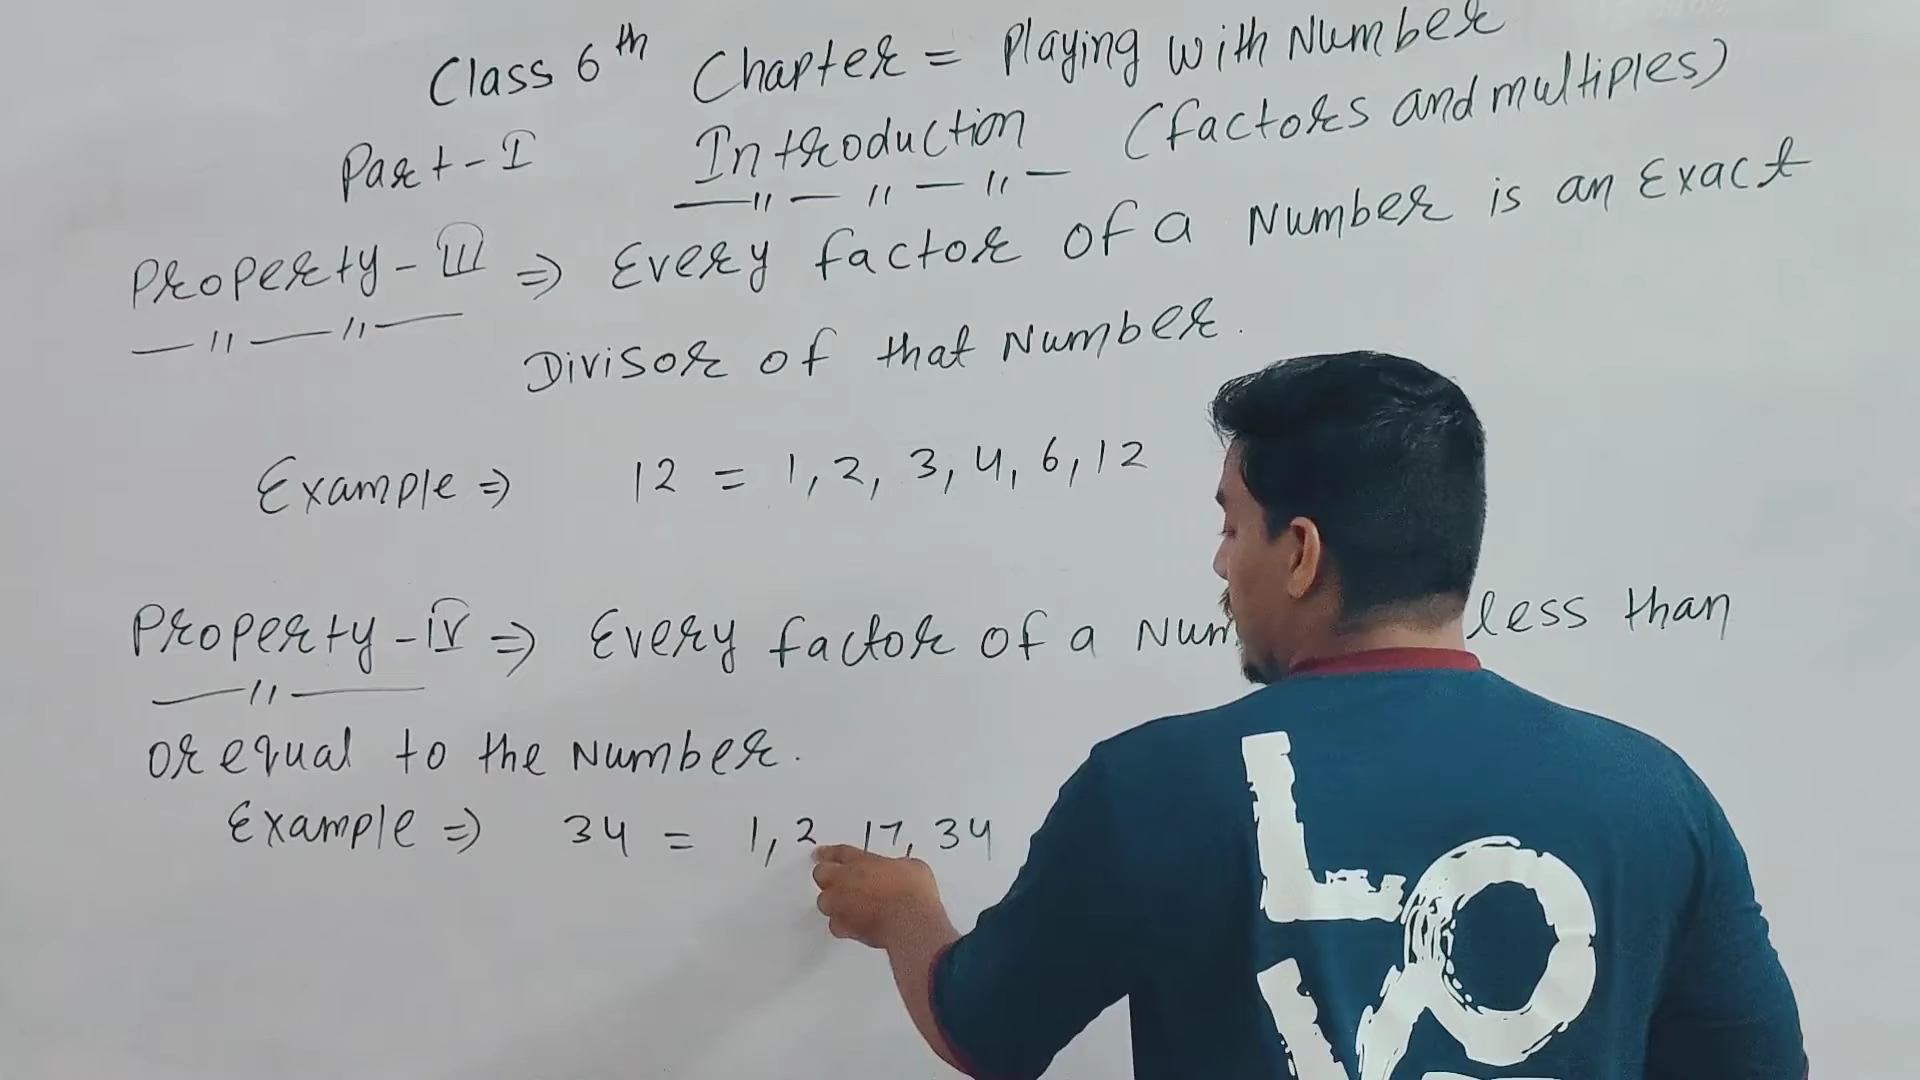 Class 6th Chapter = Playing with Number
Part-I Introduction (factors and multiples)
Property-III ⇒ Every factor of a Number is an Exact
Divisor of that Number.
Example ⇒ 12 = 1, 2, 3, 4, 6, 12
Property-IV ⇒ Every factor of a Num less than
or equal to the Number.
Example ⇒ 34 = 1, 2 17, 34
LO